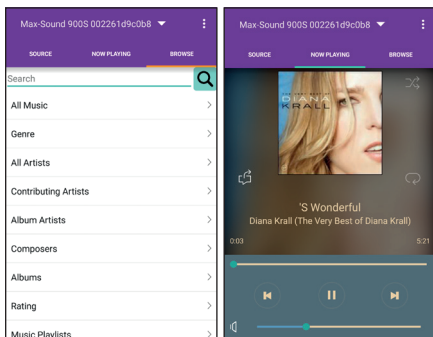 Max-Sound 900S 002261d9c0b8
SOURCE NOW PLAYING BROWSE
Search
All Music
Genre
All Artists
Contributing Artists
Album Artists
Composers
Albums
Rating
Music Playlists
Max-Sound 900S 002261d9c0b8
SOURCE NOW PLAYING BROWSE
THE VERY BEST OF
DIANA
KRALL
'S Wonderful
Diana Krall (The Very Best of Diana Krall)
0:03 5:21